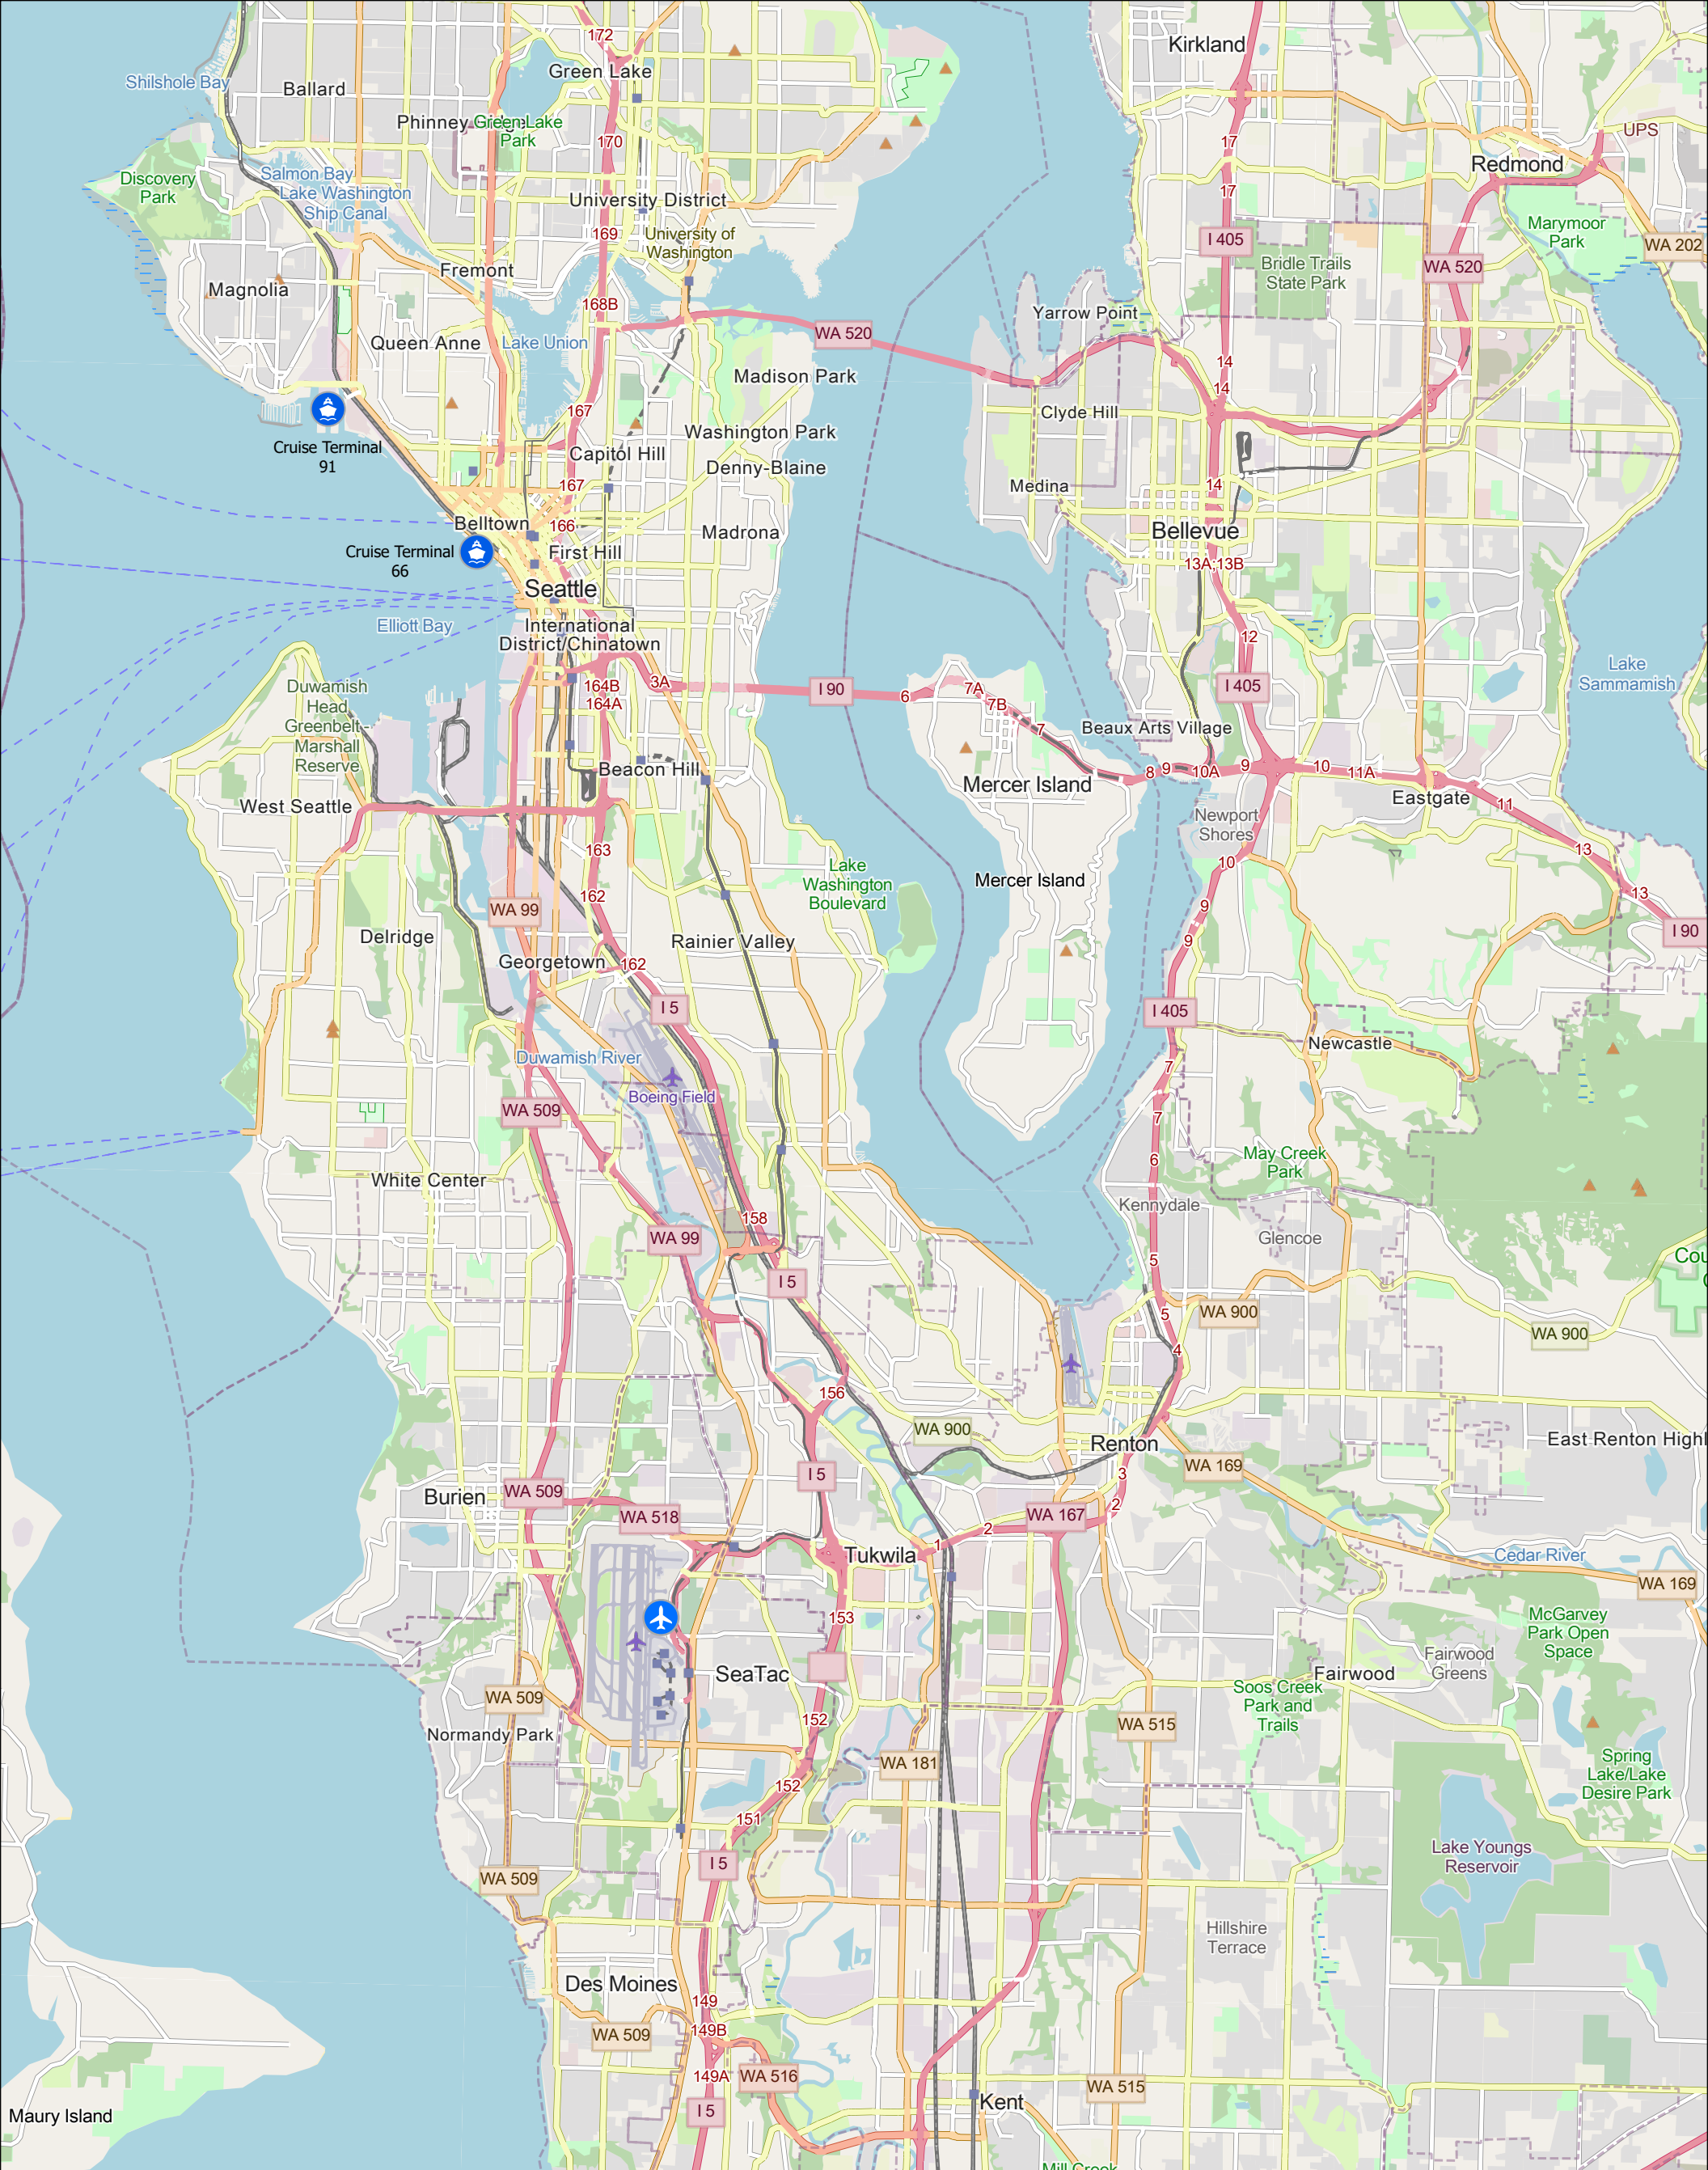 172
Kirkland
Green Lake
Shilshole Bay
Ballard
Phinney Ridge
Green Lake
Park
UPS
170
17
Redmond
Salmon Bay
Discovery
Park
Lake Washington
Ship Canal
17
University District
Marymoor
Park
169
University of
Washington
I 405
WA 202
Bridle Trails
State Park
WA 520
Fremont
Magnolia
168B
Yarrow Point
WA 520
Queen Anne
Lake Union
14
Madison Park
14
167
Clyde Hill
Washington Park
Cruise Terminal
91
Capitol Hill
Denny-Blaine
167
14
Medina
Belltown
166
Madrona
Bellevue
Cruise Terminal
66
First Hill
13A;13B
Seattle
Elliott Bay
International
District/Chinatown
12
Lake
Sammamish
Duwamish
Head
Greenbelt -
Marshall
Reserve
164B
164A
3A
I 90
6
7A
7B
7
I 405
Beaux Arts Village
Beacon Hill
8
9
10A
9
10
11A
Mercer Island
Eastgate
11
West Seattle
Newport
Shores
163
13
10
Lake
Washington
Boulevard
Mercer Island
13
162
9
WA 99
I 90
Delridge
Rainier Valley
9
Georgetown
162
I 5
I 405
Newcastle
Duwamish River
7
Boeing Field
WA 509
7
May Creek
Park
6
White Center
Kennydale
158
WA 99
Glencoe
5
Cou
I 5
5
WA 900
WA 900
4
156
WA 900
Renton
East Renton Highl
WA 169
I 5
3
Burien
WA 509
2
WA 518
WA 167
2
1
Tukwila
Cedar River
WA 169
153
McGarvey
Park Open
Space
Fairwood
Greens
SeaTac
Fairwood
Soos Creek
Park and
Trails
WA 509
152
WA 515
Normandy Park
WA 181
Spring
Lake/Lake
Desire Park
152
151
Lake Youngs
Reservoir
I 5
WA 509
Hillshire
Terrace
Des Moines
149
WA 509
149B
149A
WA 516
WA 515
Kent
I 5
Maury Island
Mill Creek